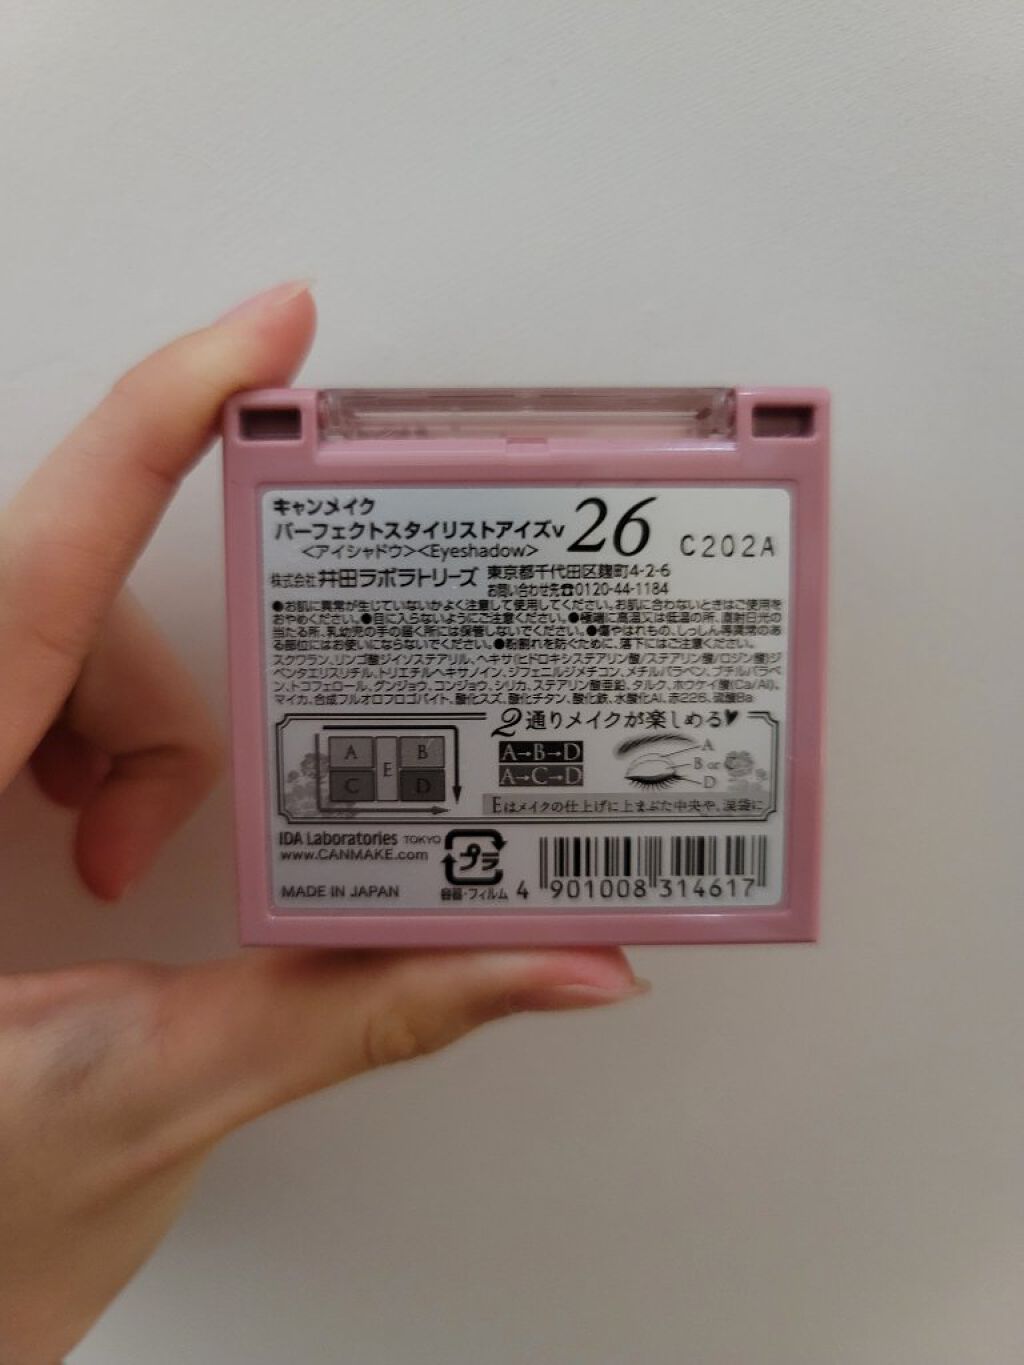 キャンメイク
パーフェクトスタイリストアイズv 26 C202A
<アイシャドウ><Eyeshadow>
株式会社 井田ラボラトリーズ 東京都千代田区麹町4-2-6
お問い合わせ先☎0120-44-1184
●お肌に異常が生じていないかよく注意して使用してください。お肌に合わないときはご使用を
おやめください。●目に入らないようにご注意ください。●極端に高温又は低温の所、直射日光の
当たる所、乳幼児の手の届く所には保管しないでください。●傷やはれもの、しっしん等異常のあ
る部位にはお使いにならないでください。●粉割れを防ぐために、落下にはご注意ください。
スクワラン、リンゴ酸ジイソステアリル、ヘキサ(ヒドロキシステアリン酸/ステアリン酸/ロジン酸)ジ
ペンタエリスリチル、トリエチルヘキサノイン、ジフェニルジメチコン、メチルパラベン、ブチルパラベ
ン、トコフェロール、グンジョウ、コンジョウ、シリカ、ステアリン酸亜鉛、タルク、ホウケイ酸(Ca/Al)、
マイカ、合成フルオロフロゴパイト、酸化スズ、酸化チタン、酸化鉄、水酸化Al、赤226、硫酸Ba
2通りメイクが楽しめる♥
A B
E
C D
A→B→D
A→C→D
A
B or C
D
Eはメイクの仕上げに上まぶた中央や、涙袋に
IDA Laboratories TOKYO
www.CANMAKE.com
MADE IN JAPAN
プラ
容器・フィルム
4 901008 314617